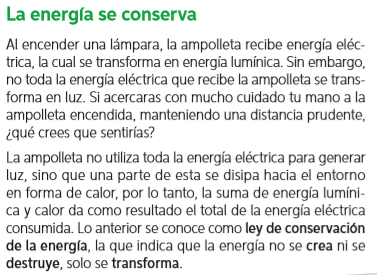 La energía se conserva
Al encender una lámpara, la ampolleta recibe energía eléc-
trica, la cual se transforma en energía lumínica. Sin embargo,
no toda la energía eléctrica que recibe la ampolleta se trans-
forma en luz. Si acercaras con mucho cuidado tu mano a la
ampolleta encendida, manteniendo una distancia prudente,
¿qué crees que sentirías?
La ampolleta no utiliza toda la energía eléctrica para generar
luz, sino que una parte de esta se disipa hacia el entorno
en forma de calor, por lo tanto, la suma de energía lumíni-
ca y calor da como resultado el total de la energía eléctrica
consumida. Lo anterior se conoce como ley de conservación
de la energía, la que indica que la energía no se crea ni se
destruye, solo se transforma.